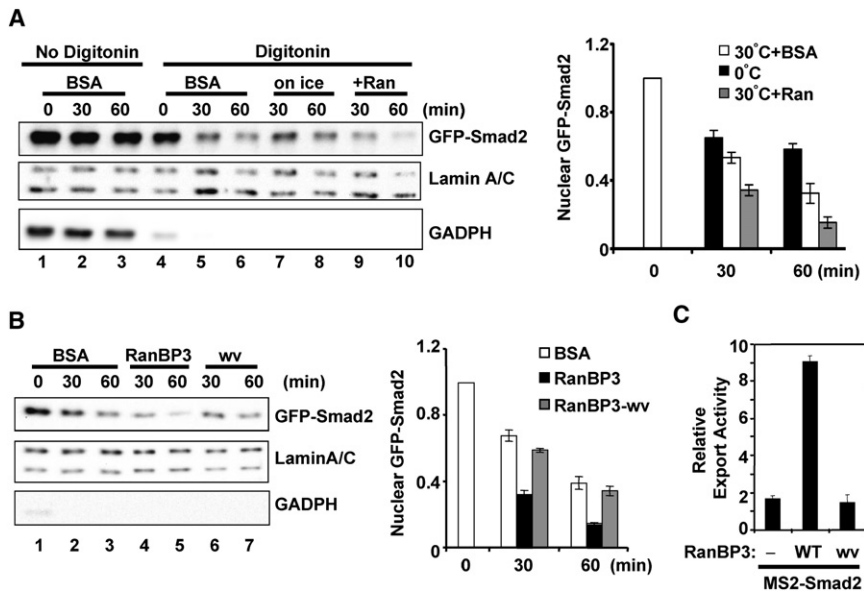 A
No Digitonin Digitonin
BSA BSA on ice +Ran
0 30 60 0 30 60 30 60 30 60 (min)
GFP-Smad2
Lamin A/C
GADPH
1 2 3 4 5 6 7 8 9 10
Nuclear GFP-Smad2
1.2
0.8
0.4
0
30°C+BSA
0°C
30°C+Ran
0 30 60 (min)
B
BSA RanBP3 wv
0 30 60 30 60 30 60 (min)
GFP-Smad2
LaminA/C
GADPH
1 2 3 4 5 6 7
Nuclear GFP-Smad2
1.2
0.8
0.4
0
BSA
RanBP3
RanBP3-wv
0 30 60 (min)
C
Relative
Export Activity
10
8
6
4
2
0
RanBP3: – WT wv
MS2-Smad2